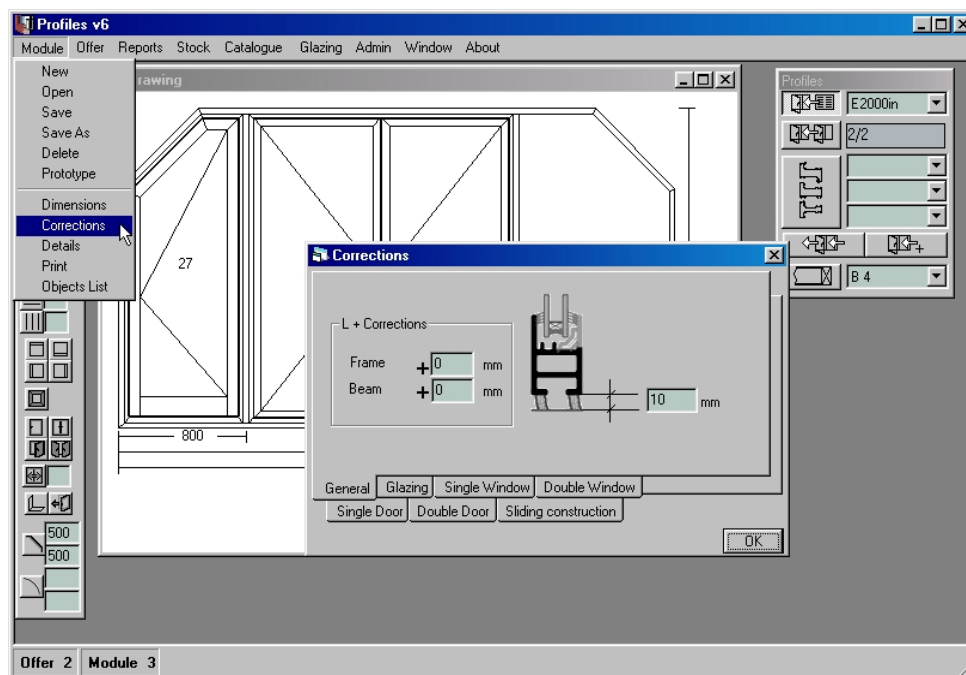 Profiles v6
Module Offer Reports Stock Catalogue Glazing Admin Window About
New
Open
Save
Save As
Delete
Prototype
Dimensions
Corrections
Details
Print
Objects List
rawing
27
800
500
500
Profiles
E2000in
2/2
B 4
Corrections
L + Corrections
Frame +0 mm
Beam +0 mm
10 mm
General Glazing Single Window Double Window
Single Door Double Door Sliding construction
OK
Offer 2 Module 3